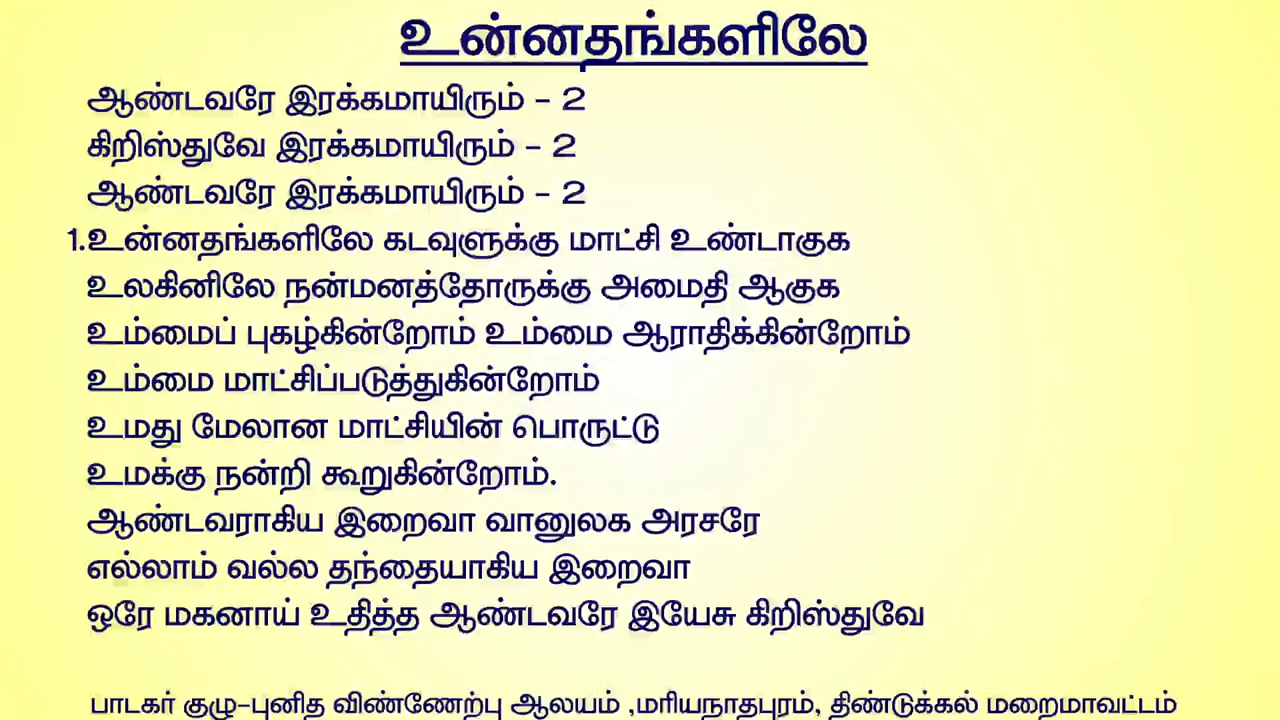 உன்னதங்களிலே
ஆண்டவரே இரக்கமாயிரும் – 2
கிறிஸ்துவே இரக்கமாயிரும் – 2
ஆண்டவரே இரக்கமாயிரும் – 2
1.உன்னதங்களிலே கடவுளுக்கு மாட்சி உண்டாகுக
உலகினிலே நன்மனத்தோருக்கு அமைதி ஆகுக
உம்மைப் புகழ்கின்றோம் உம்மை ஆராதிக்கின்றோம்
உம்மை மாட்சிப்படுத்துகின்றோம்
உமது மேலான மாட்சியின் பொருட்டு
உமக்கு நன்றி கூறுகின்றோம்.
ஆண்டவராகிய இறைவா வானுலக அரசரே
எல்லாம் வல்ல தந்தையாகிய இறைவா
ஒரே மகனாய் உதித்த ஆண்டவரே இயேசு கிறிஸ்துவே
பாடகர் குழு–புனித விண்ணேற்பு ஆலயம் ,மரியநாதபுரம், திண்டுக்கல் மறைமாவட்டம்